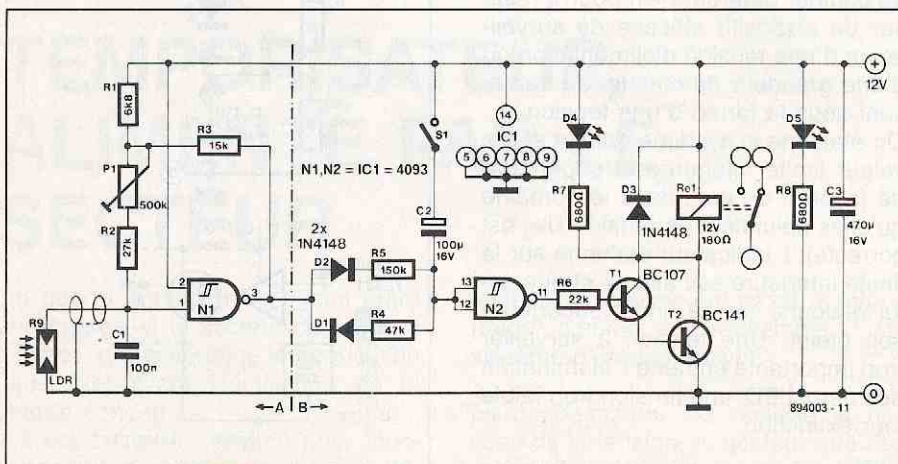 R1
6k8
P1
500k
R3
15k
R2
27k
R9
LDR
C1
100n
2
1
N1
3
A
B
2x
1N4148
D2
R5
150k
D1
R4
47k
S1
N1,N2 = IC1 = 4093
C2
100µ
16V
14
IC1
5 6 7 8 9
13
12
N2
11
R6
22k
D4
R7
680Ω
D3
1N4148
T1
BC107
T2
BC141
Re1
12V
180Ω
D5
R8
680Ω
C3
470µ
16V
+
12V
0
894003 - 11